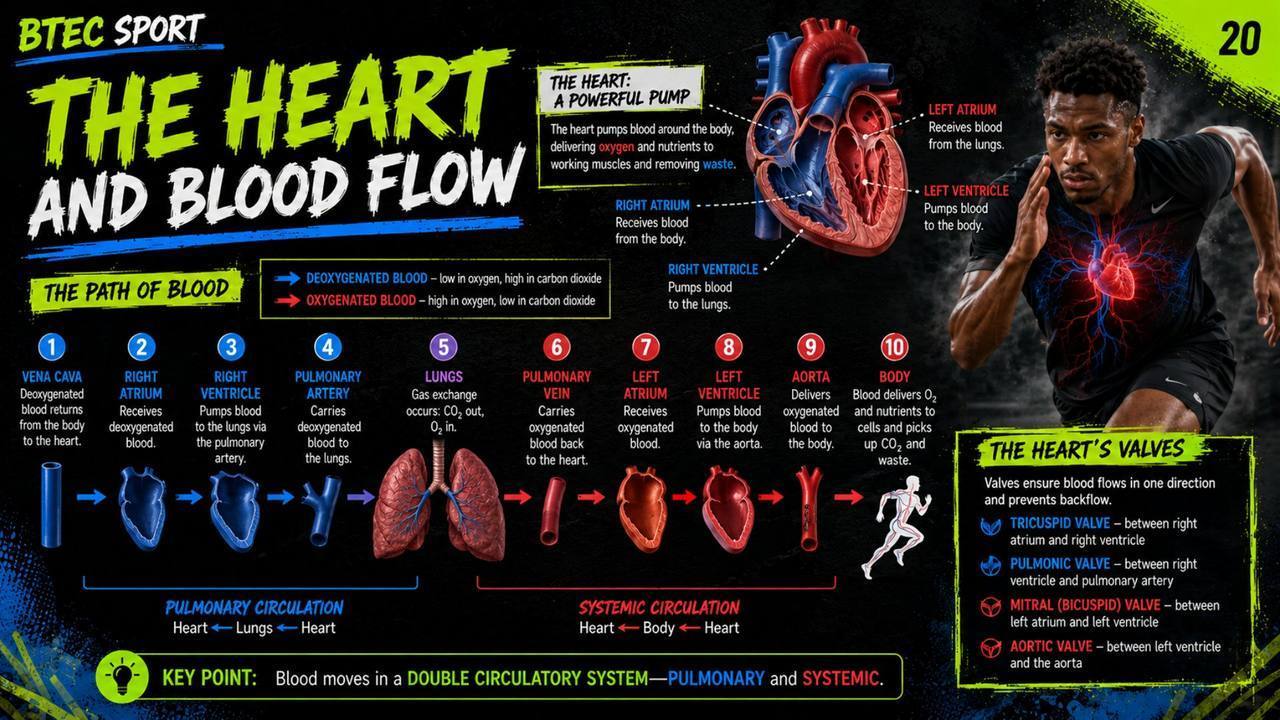 BTEC SPORT
20
THE HEART
AND BLOOD FLOW
THE HEART:
A POWERFUL PUMP
The heart pumps blood around the body,
delivering oxygen and nutrients to
working muscles and removing waste.
LEFT ATRIUM
Receives blood
from the lungs.
LEFT VENTRICLE
Pumps blood
to the body.
RIGHT ATRIUM
Receives blood
from the body.
RIGHT VENTRICLE
Pumps blood
to the lungs.
THE PATH OF BLOOD
DEOXYGENATED BLOOD – low in oxygen, high in carbon dioxide
OXYGENATED BLOOD – high in oxygen, low in carbon dioxide
1
VENA CAVA
Deoxygenated
blood returns
from the body
to the heart.
2
RIGHT
ATRIUM
Receives
deoxygenated
blood.
3
RIGHT
VENTRICLE
Pumps blood
to the lungs via
the pulmonary
artery.
4
PULMONARY
ARTERY
Carries
deoxygenated
blood to
the lungs.
5
LUNGS
Gas exchange
occurs: CO₂ out,
O₂ in.
6
PULMONARY
VEIN
Carries
oxygenated
blood back
to the heart.
7
LEFT
ATRIUM
Receives
oxygenated
blood.
8
LEFT
VENTRICLE
Pumps blood
to the body
via the aorta.
9
AORTA
Delivers
oxygenated
blood to
the body.
10
BODY
Blood delivers O₂
and nutrients to
cells and picks
up CO₂ and
waste.
PULMONARY CIRCULATION
Heart ← Lungs ← Heart
SYSTEMIC CIRCULATION
Heart ← Body ← Heart
KEY POINT: Blood moves in a DOUBLE CIRCULATORY SYSTEM—PULMONARY and SYSTEMIC.
THE HEART'S VALVES
Valves ensure blood flows in one direction
and prevents backflow.
TRICUSPID VALVE – between right
atrium and right ventricle
PULMONIC VALVE – between right
ventricle and pulmonary artery
MITRAL (BICUSPID) VALVE – between
left atrium and left ventricle
AORTIC VALVE – between left ventricle
and the aorta